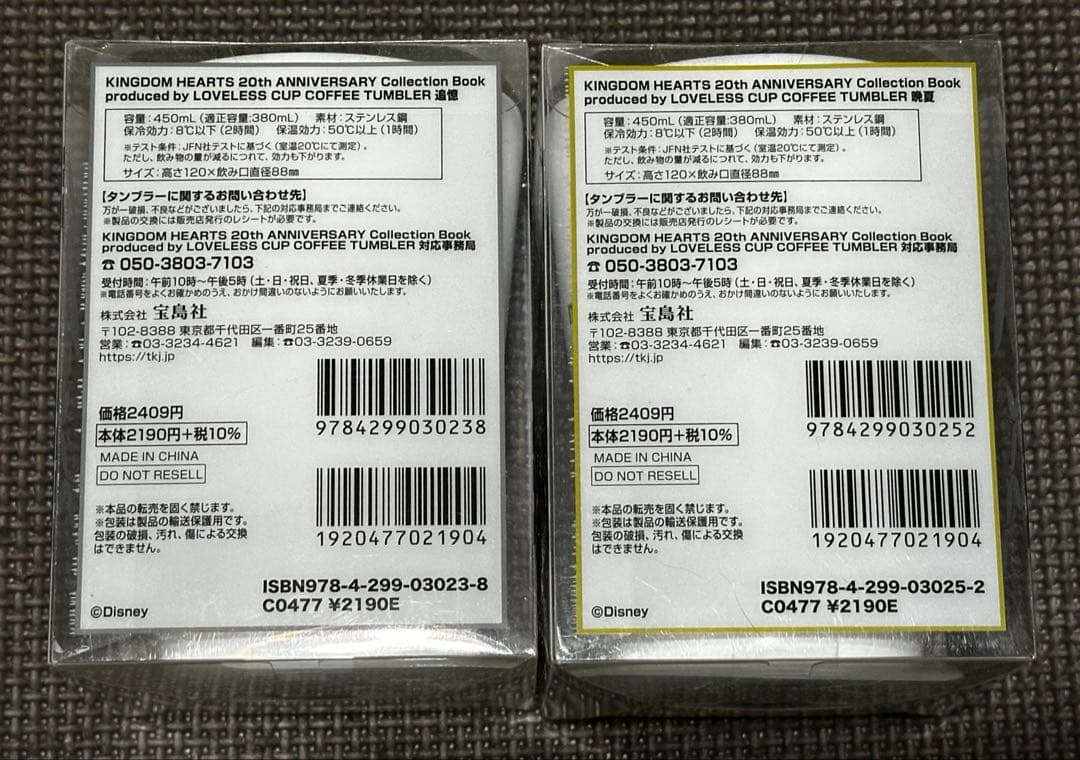 KINGDOM HEARTS 20th ANNIVERSARY Collection Book
produced by LOVELESS CUP COFFEE TUMBLER 追憶
容量：450mL（適正容量：380mL）　素材：ステンレス鋼
保冷効力：8℃以下（2時間）　保温効力：50℃以上（1時間）
※テスト条件：JFN社テストに基づく（室温20℃にて測定）。
ただし、飲み物の量が減るにつれて、効力も下がります。
サイズ：高さ120×飲み口直径88㎜
【タンブラーに関するお問い合わせ先】
万が一破損、不良などがございましたら、下記の対応事務局までご連絡ください。
※製品の交換には販売店発行のレシートが必要です。
KINGDOM HEARTS 20th ANNIVERSARY Collection Book
produced by LOVELESS CUP COFFEE TUMBLER 対応事務局
☎ 050-3803-7103
受付時間：午前10時〜午後5時（土・日・祝日、夏季・冬季休業日を除く）
※電話番号をよくお確かめのうえ、おかけ間違いのないようにお願いいたします。
株式会社 宝島社
〒102-8388 東京都千代田区一番町25番地
営業：☎03-3234-4621　編集：☎03-3239-0659
https://tkj.jp
価格2409円
本体2190円+税10%
MADE IN CHINA
DO NOT RESELL
9784299030238
1920477021904
※本品の転売を固く禁じます。
※包装は製品の輸送保護用です。
包装の破損、汚れ、傷による交換
はできません。
ISBN978-4-299-03023-8
C0477 ¥2190E
©Disney
KINGDOM HEARTS 20th ANNIVERSARY Collection Book
produced by LOVELESS CUP COFFEE TUMBLER 晩夏
容量：450mL（適正容量：380mL）　素材：ステンレス鋼
保冷効力：8℃以下（2時間）　保温効力：50℃以上（1時間）
※テスト条件：JFN社テストに基づく（室温20℃にて測定）。
ただし、飲み物の量が減るにつれて、効力も下がります。
サイズ：高さ120×飲み口直径88㎜
【タンブラーに関するお問い合わせ先】
万が一破損、不良などがございましたら、下記の対応事務局までご連絡ください。
※製品の交換には販売店発行のレシートが必要です。
KINGDOM HEARTS 20th ANNIVERSARY Collection Book
produced by LOVELESS CUP COFFEE TUMBLER 対応事務局
☎ 050-3803-7103
受付時間：午前10時〜午後5時（土・日・祝日、夏季・冬季休業日を除く）
※電話番号をよくお確かめのうえ、おかけ間違いのないようにお願いいたします。
株式会社 宝島社
〒102-8388 東京都千代田区一番町25番地
営業：☎03-3234-4621　編集：☎03-3239-0659
https://tkj.jp
価格2409円
本体2190円+税10%
MADE IN CHINA
DO NOT RESELL
9784299030252
1920477021904
※本品の転売を固く禁じます。
※包装は製品の輸送保護用です。
包装の破損、汚れ、傷による交換
はできません。
ISBN978-4-299-03025-2
C0477 ¥2190E
©Disney